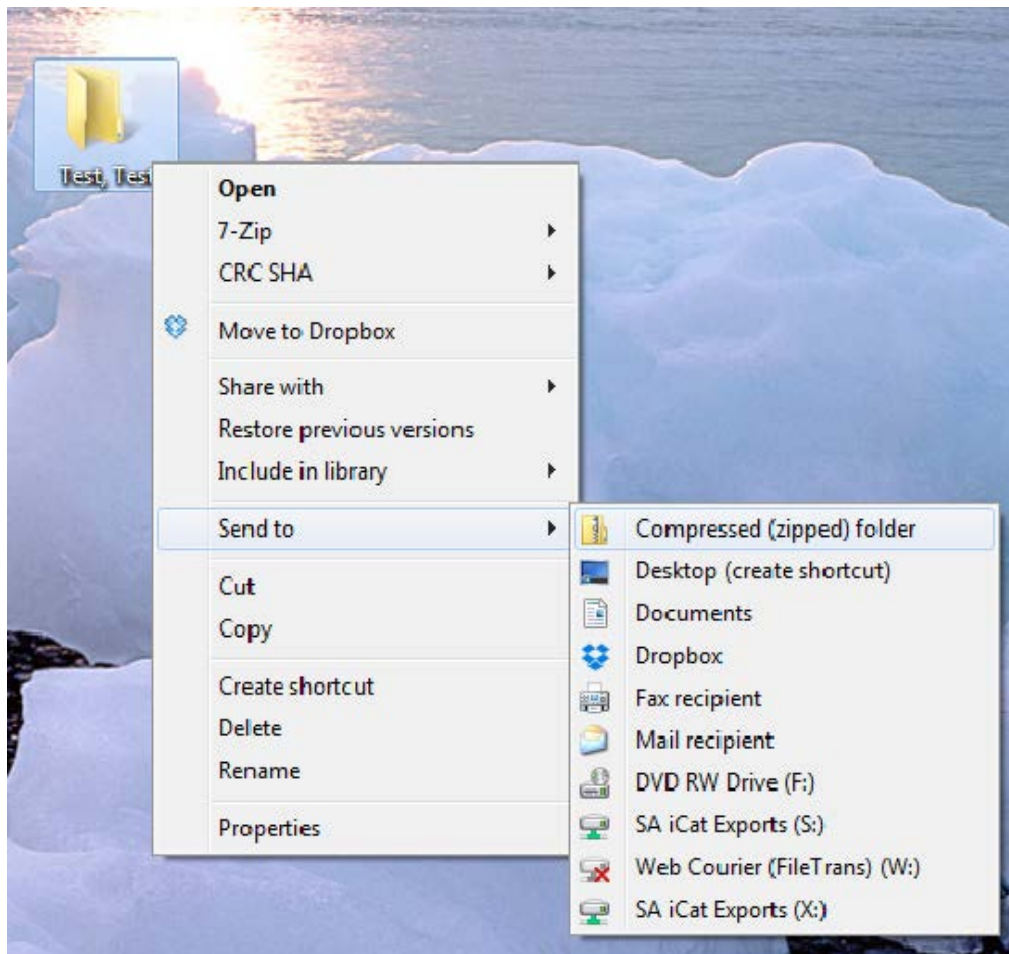 Test, Test
Open
7-Zip
CRC SHA
Move to Dropbox
Share with
Restore previous versions
Include in library
Send to
Cut
Copy
Create shortcut
Delete
Rename
Properties
Compressed (zipped) folder
Desktop (create shortcut)
Documents
Dropbox
Fax recipient
Mail recipient
DVD RW Drive (F:)
SA iCat Exports (S:)
Web Courier (FileTrans) (W:)
SA iCat Exports (X:)